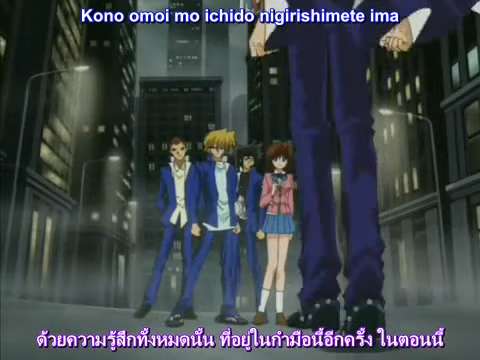 Kono omoi mo ichido nigirishimete ima
ด้วยความรู้สึกทั้งหมดนั้น ที่อยู่ในกำมือนี้อีกครั้ง ในตอนนี้